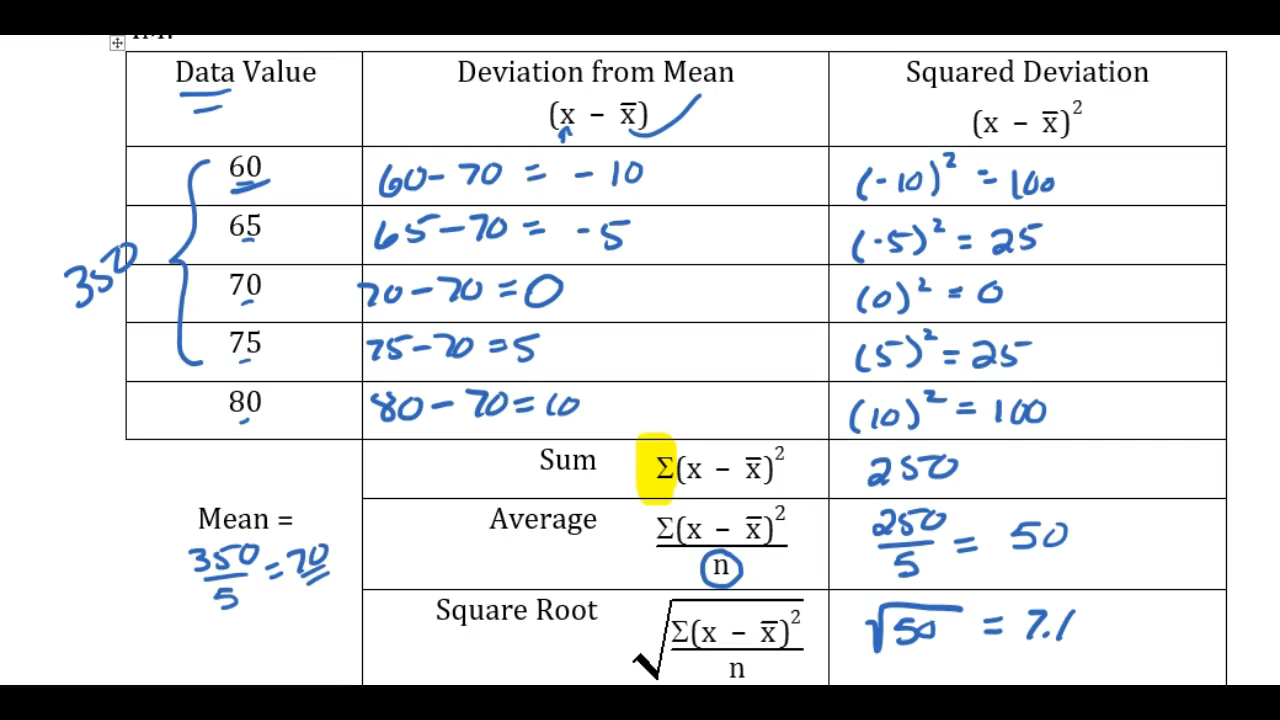 Data Value Deviation from Mean Squared Deviation
(x − x̄) (x − x̄)²
60 60 - 70 = - 10 (-10)² = 100
65 65 - 70 = - 5 (-5)² = 25
350
70 70 - 70 = 0 (0)² = 0
75 75 - 70 = 5 (5)² = 25
80 80 - 70 = 10 (10)² = 100
Sum Σ(x − x̄)² 250
Mean = Average Σ(x − x̄)²/n 250/5 = 50
350/5 = 70
Square Root √(Σ(x − x̄)²/n) √50 = 7.1